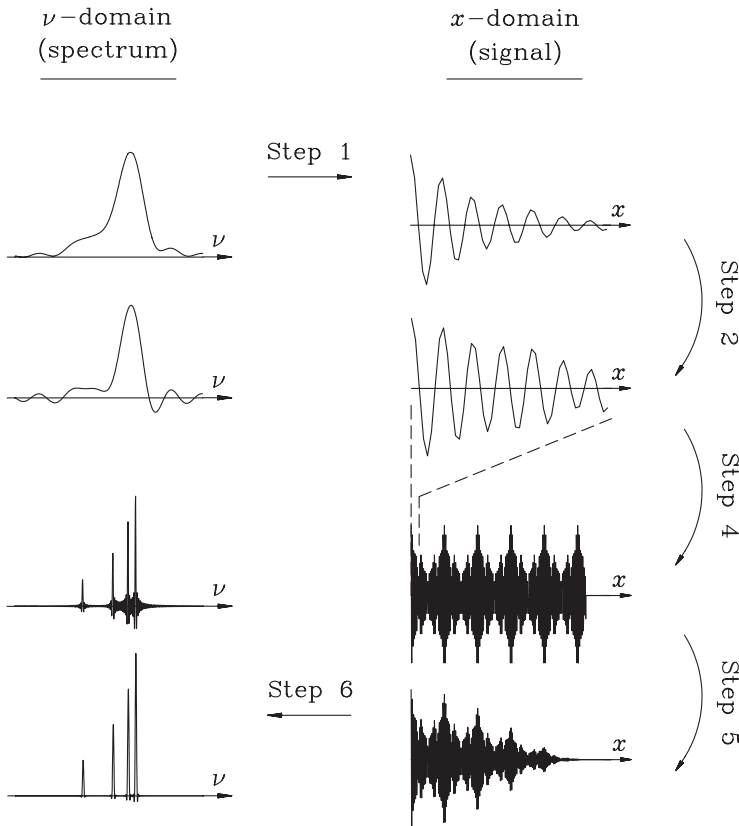 ν−domain
(spectrum)
x−domain
(signal)
Step 1
ν
x
Step 2
ν
x
Step 4
ν
x
Step 6
Step 5
ν
x